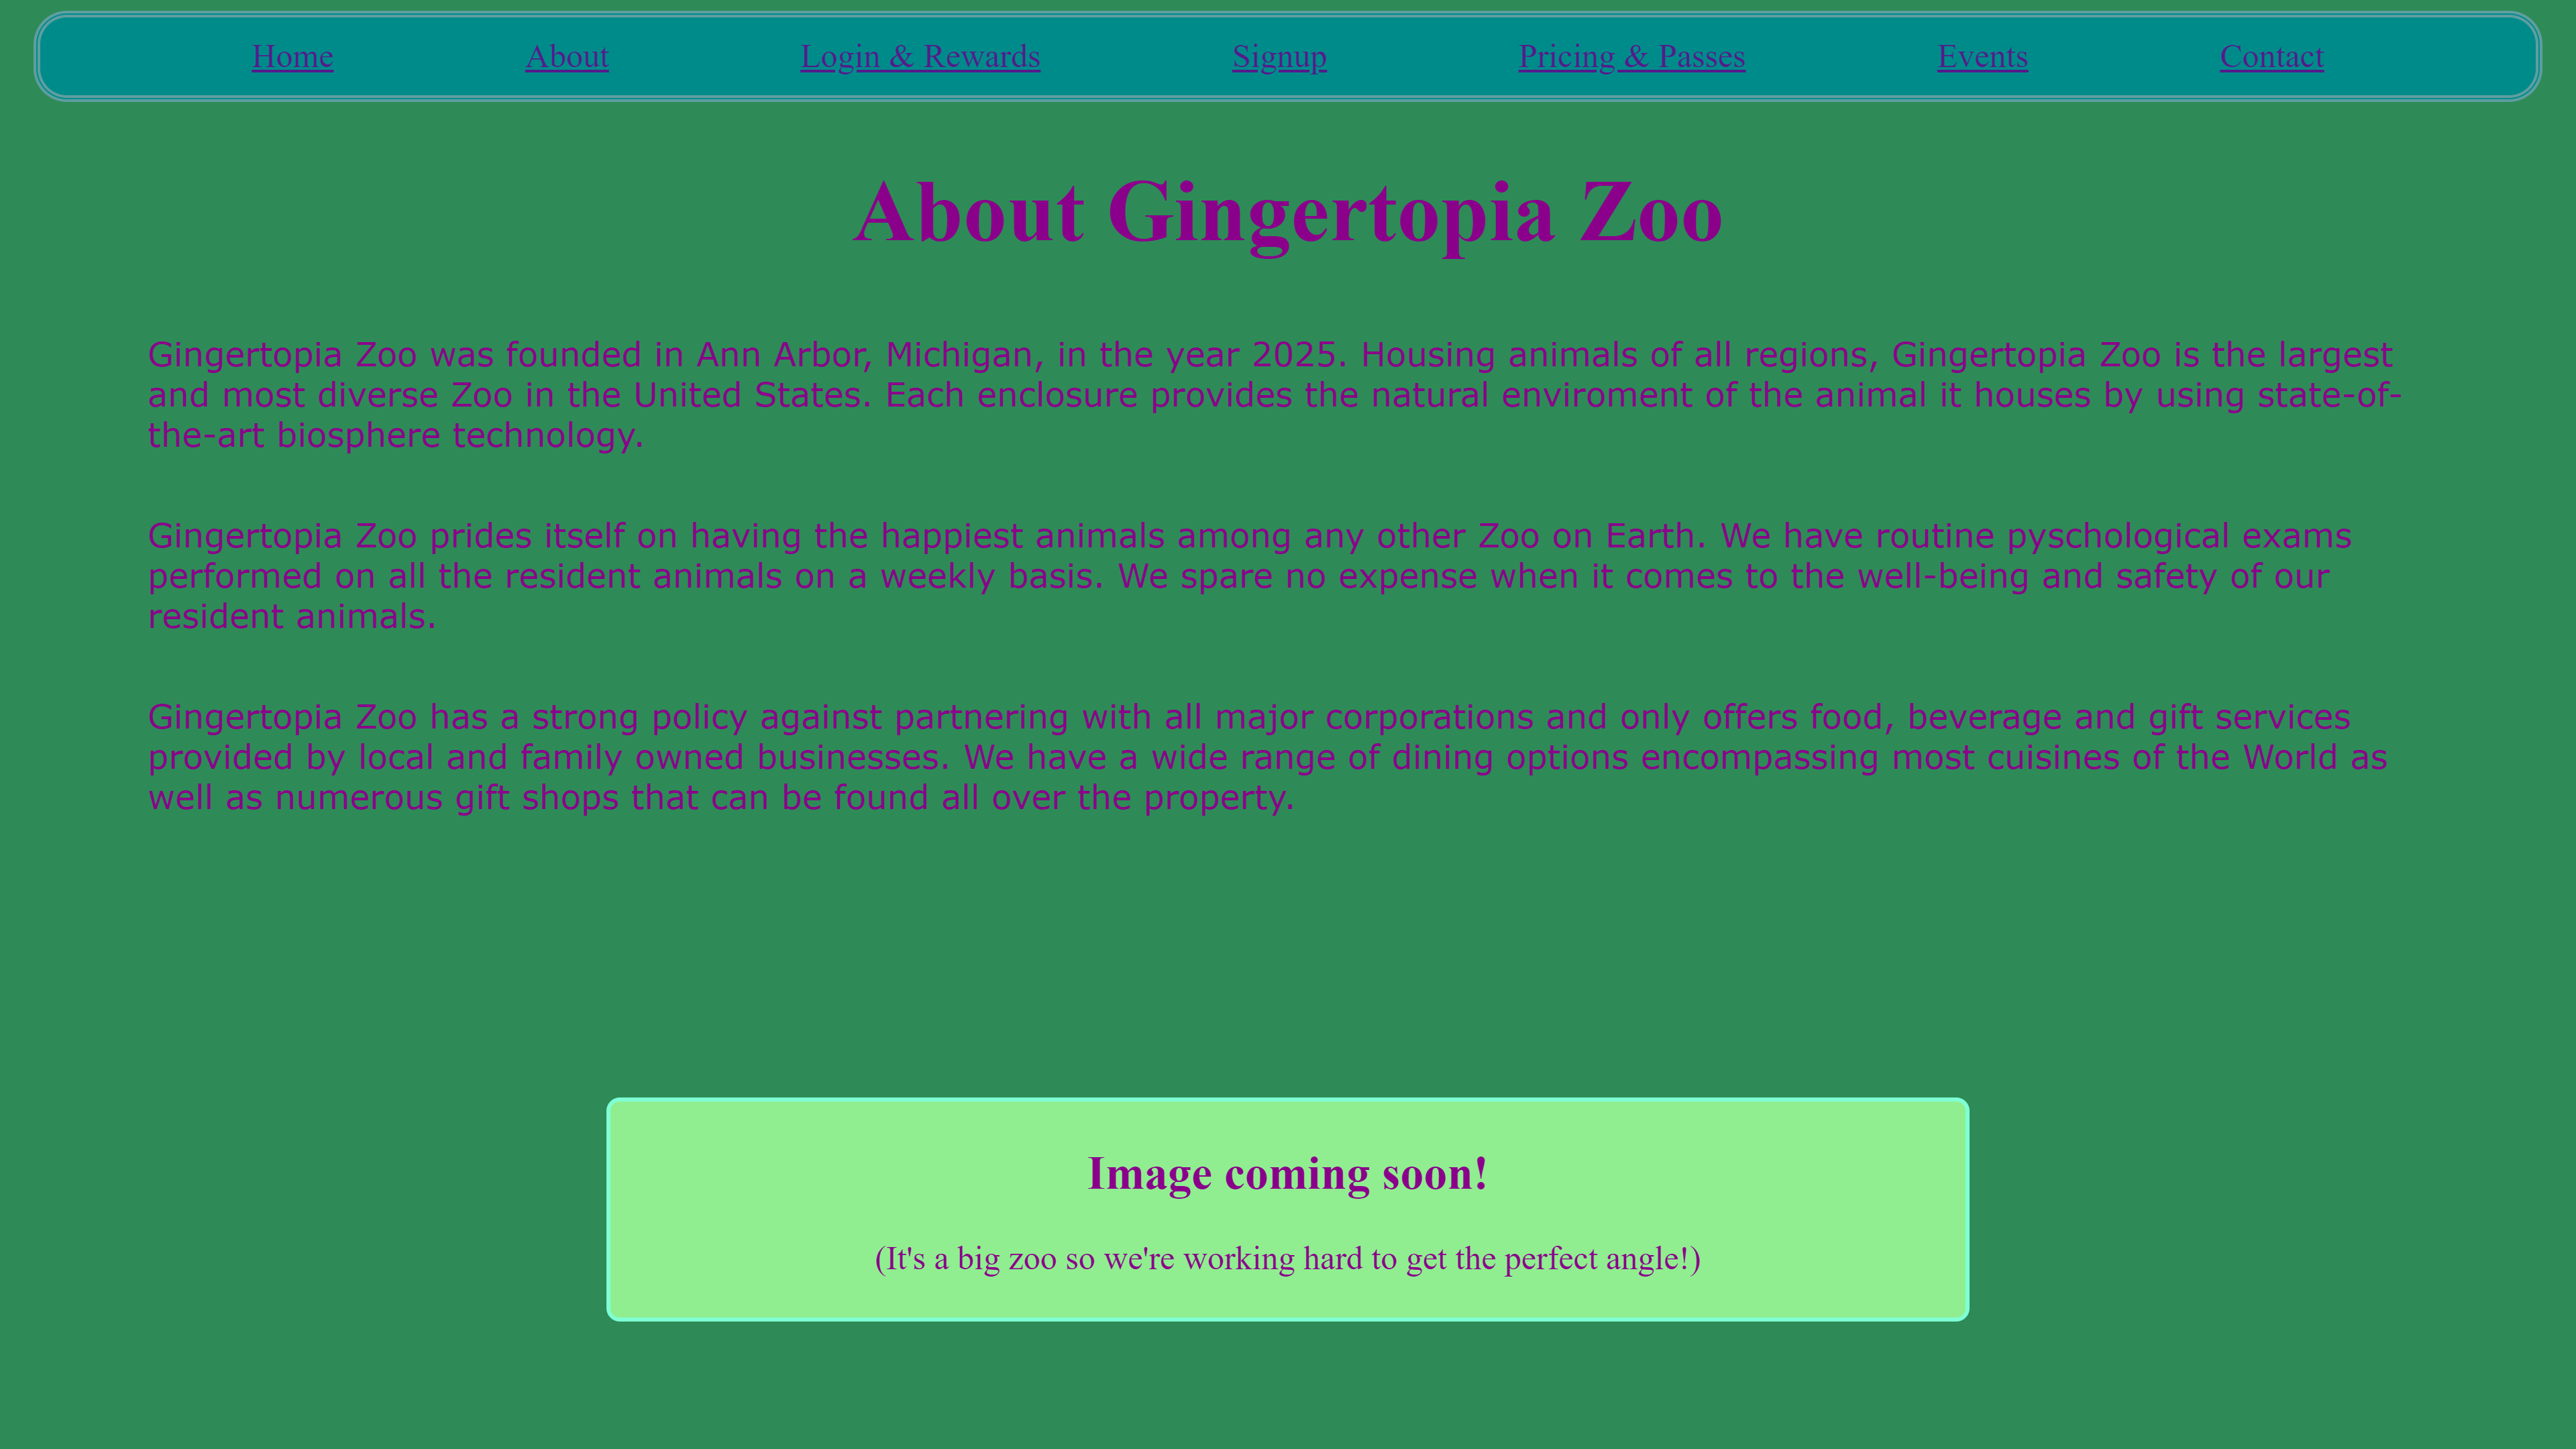 Home About Login & Rewards Signup Pricing & Passes Events Contact
About Gingertopia Zoo
Gingertopia Zoo was founded in Ann Arbor, Michigan, in the year 2025. Housing animals of all regions, Gingertopia Zoo is the largest
and most diverse Zoo in the United States. Each enclosure provides the natural enviroment of the animal it houses by using state-of-
the-art biosphere technology.
Gingertopia Zoo prides itself on having the happiest animals among any other Zoo on Earth. We have routine pyschological exams
performed on all the resident animals on a weekly basis. We spare no expense when it comes to the well-being and safety of our
resident animals.
Gingertopia Zoo has a strong policy against partnering with all major corporations and only offers food, beverage and gift services
provided by local and family owned businesses. We have a wide range of dining options encompassing most cuisines of the World as
well as numerous gift shops that can be found all over the property.
Image coming soon!
(It's a big zoo so we're working hard to get the perfect angle!)